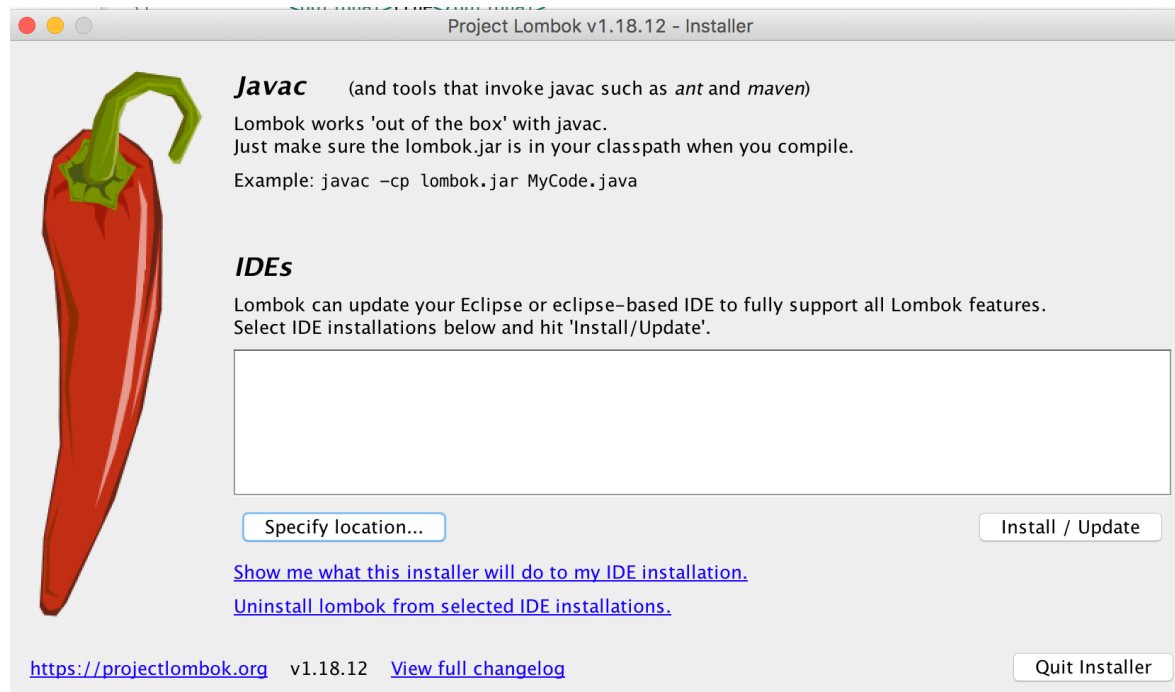 Project Lombok v1.18.12 - Installer
Javac (and tools that invoke javac such as ant and maven)
Lombok works 'out of the box' with javac.
Just make sure the lombok.jar is in your classpath when you compile.
Example: javac -cp lombok.jar MyCode.java
IDEs
Lombok can update your Eclipse or eclipse-based IDE to fully support all Lombok features.
Select IDE installations below and hit 'Install/Update'.
Specify location... Install / Update
Show me what this installer will do to my IDE installation.
Uninstall lombok from selected IDE installations.
https://projectlombok.org v1.18.12 View full changelog Quit Installer